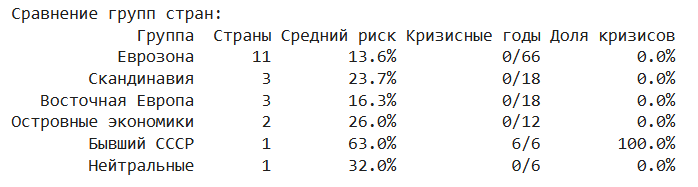 Сравнение групп стран:
Группа Страны Средний риск Кризисные годы Доля кризисов
Еврозона 11 13.6% 0/66 0.0%
Скандинавия 3 23.7% 0/18 0.0%
Восточная Европа 3 16.3% 0/18 0.0%
Островные экономики 2 26.0% 0/12 0.0%
Бывший СССР 1 63.0% 6/6 100.0%
Нейтральные 1 32.0% 0/6 0.0%